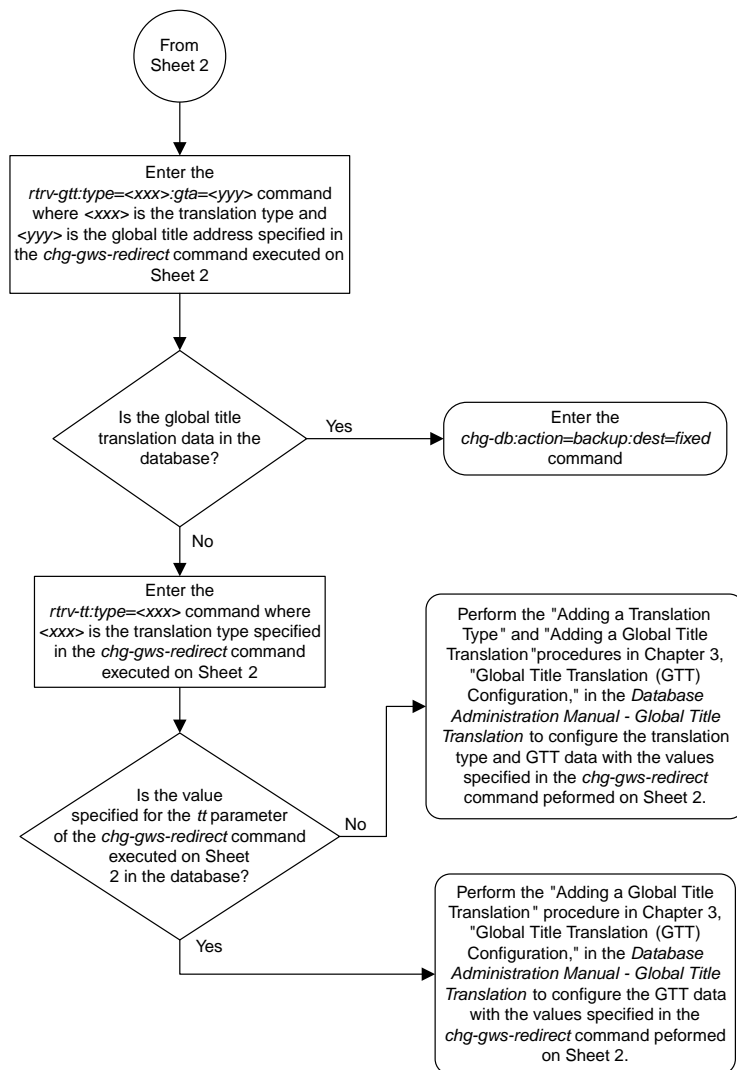 From
Sheet 2
Enter the
rtrv-gtt:type=<xxx>:gta=<yyy> command
where <xxx> is the translation type and
<yyy> is the global title address specified in
the chg-gws-redirect command executed on
Sheet 2
Is the global title
translation data in the
database?
Yes
Enter the
chg-db:action=backup:dest=fixed
command
No
Enter the
rtrv-tt:type=<xxx> command where
<xxx> is the translation type specified
in the chg-gws-redirect command
executed on Sheet 2
Perform the "Adding a Translation
Type" and "Adding a Global Title
Translation"procedures in Chapter 3,
"Global Title Translation (GTT)
Configuration," in the Database
Administration Manual - Global Title
Translation to configure the translation
type and GTT data with the values
specified in the chg-gws-redirect
command peformed on Sheet 2.
Is the value
specified for the tt parameter
of the chg-gws-redirect command
executed on Sheet
2 in the database?
No
Yes
Perform the "Adding a Global Title
Translation" procedure in Chapter 3,
"Global Title Translation (GTT)
Configuration," in the Database
Administration Manual - Global Title
Translation to configure the GTT data
with the values specified in the
chg-gws-redirect command peformed
on Sheet 2.